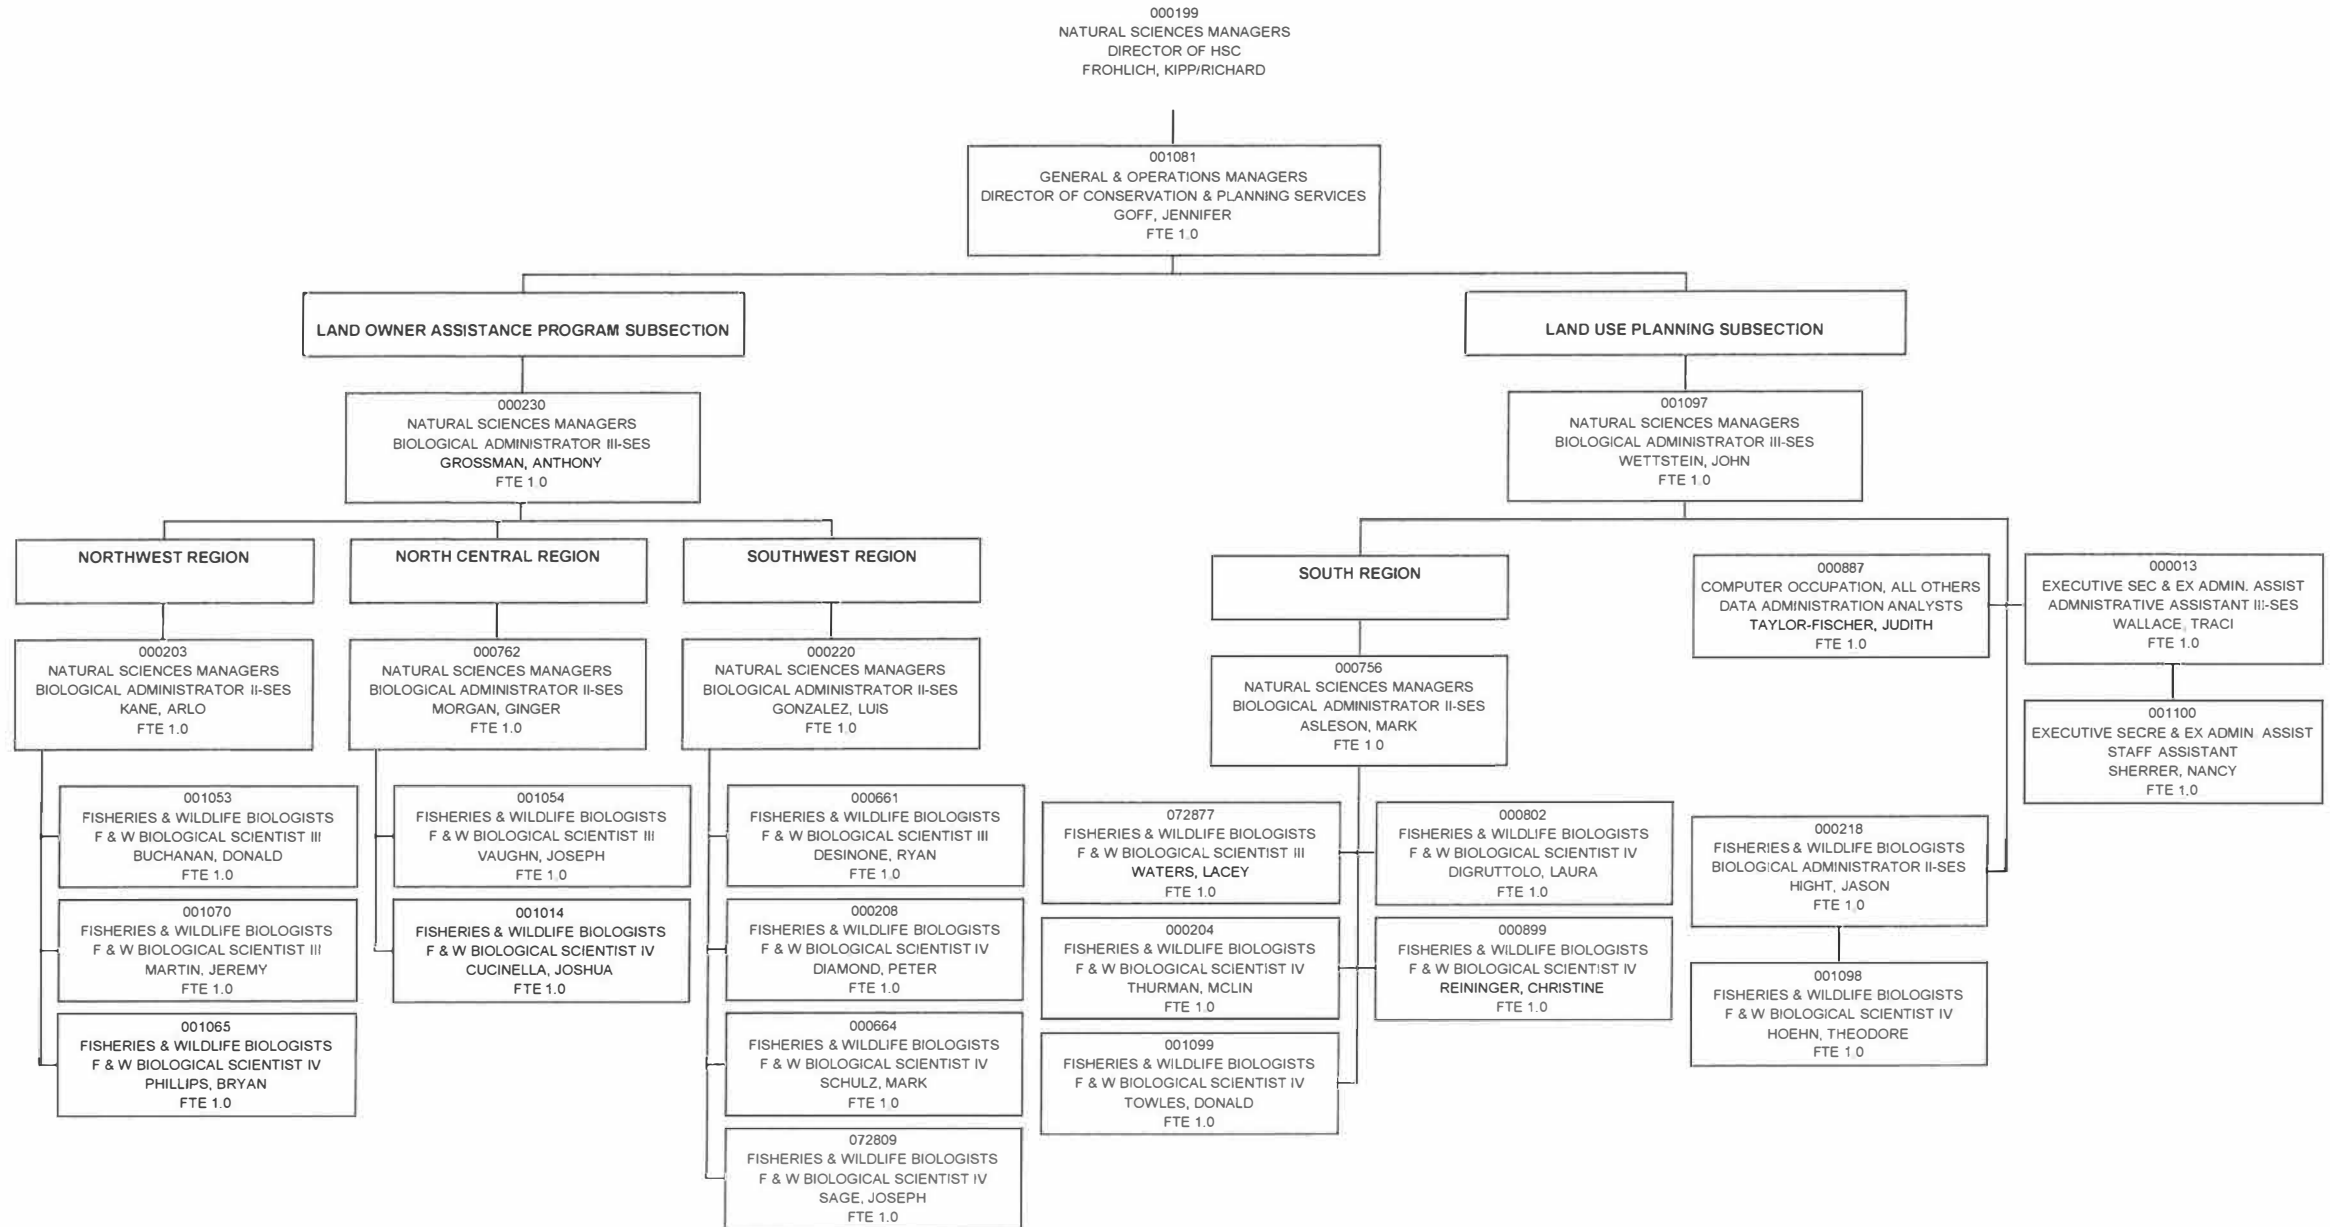 000199
NATURAL SCIENCES MANAGERS
DIRECTOR OF HSC
FROHLICH, KIPP/RICHARD
001081
GENERAL & OPERATIONS MANAGERS
DIRECTOR OF CONSERVATION & PLANNING SERVICES
GOFF, JENNIFER
FTE 1.0
LAND OWNER ASSISTANCE PROGRAM SUBSECTION
000230
NATURAL SCIENCES MANAGERS
BIOLOGICAL ADMINISTRATOR III-SES
GROSSMAN, ANTHONY
FTE 1.0
NORTHWEST REGION
000203
NATURAL SCIENCES MANAGERS
BIOLOGICAL ADMINISTRATOR II-SES
KANE, ARLO
FTE 1.0
001053
FISHERIES & WILDLIFE BIOLOGISTS
F & W BIOLOGICAL SCIENTIST III
BUCHANAN, DONALD
FTE 1.0
001070
FISHERIES & WILDLIFE BIOLOGISTS
F & W BIOLOGICAL SCIENTIST III
MARTIN, JEREMY
FTE 1.0
001065
FISHERIES & WILDLIFE BIOLOGISTS
F & W BIOLOGICAL SCIENTIST IV
PHILLIPS, BRYAN
FTE 1.0
NORTH CENTRAL REGION
000762
NATURAL SCIENCES MANAGERS
BIOLOGICAL ADMINISTRATOR II-SES
MORGAN, GINGER
FTE 1.0
001054
FISHERIES & WILDLIFE BIOLOGISTS
F & W BIOLOGICAL SCIENTIST III
VAUGHN, JOSEPH
FTE 1.0
001014
FISHERIES & WILDLIFE BIOLOGISTS
F & W BIOLOGICAL SCIENTIST IV
CUCINELLA, JOSHUA
FTE 1.0
SOUTHWEST REGION
000220
NATURAL SCIENCES MANAGERS
BIOLOGICAL ADMINISTRATOR II-SES
GONZALEZ, LUIS
FTE 1.0
000661
FISHERIES & WILDLIFE BIOLOGISTS
F & W BIOLOGICAL SCIENTIST III
DESINONE, RYAN
FTE 1.0
000208
FISHERIES & WILDLIFE BIOLOGISTS
F & W BIOLOGICAL SCIENTIST IV
DIAMOND, PETER
FTE 1.0
000664
FISHERIES & WILDLIFE BIOLOGISTS
F & W BIOLOGICAL SCIENTIST IV
SCHULZ, MARK
FTE 1.0
072809
FISHERIES & WILDLIFE BIOLOGISTS
F & W BIOLOGICAL SCIENTIST IV
SAGE, JOSEPH
FTE 1.0
LAND USE PLANNING SUBSECTION
001097
NATURAL SCIENCES MANAGERS
BIOLOGICAL ADMINISTRATOR III-SES
WETTSTEIN, JOHN
FTE 1.0
SOUTH REGION
000756
NATURAL SCIENCES MANAGERS
BIOLOGICAL ADMINISTRATOR II-SES
ASLESON, MARK
FTE 1.0
072877
FISHERIES & WILDLIFE BIOLOGISTS
F & W BIOLOGICAL SCIENTIST III
WATERS, LACEY
FTE 1.0
000802
FISHERIES & WILDLIFE BIOLOGISTS
F & W BIOLOGICAL SCIENTIST IV
DIGRUTTOLO, LAURA
FTE 1.0
000204
FISHERIES & WILDLIFE BIOLOGISTS
F & W BIOLOGICAL SCIENTIST IV
THURMAN, MCLIN
FTE 1.0
000899
FISHERIES & WILDLIFE BIOLOGISTS
F & W BIOLOGICAL SCIENTIST IV
REININGER, CHRISTINE
FTE 1.0
001099
FISHERIES & WILDLIFE BIOLOGISTS
F & W BIOLOGICAL SCIENTIST IV
TOWLES, DONALD
FTE 1.0
000887
COMPUTER OCCUPATION, ALL OTHERS
DATA ADMINISTRATION ANALYSTS
TAYLOR-FISCHER, JUDITH
FTE 1.0
000013
EXECUTIVE SEC & EX ADMIN. ASSIST
ADMNISTRATIVE ASSISTANT III-SES
WALLACE, TRACI
FTE 1.0
001100
EXECUTIVE SECRE & EX ADMIN. ASSIST
STAFF ASSISTANT
SHERRER, NANCY
FTE 1.0
000218
FISHERIES & WILDLIFE BIOLOGISTS
BIOLOGICAL ADMINISTRATOR II-SES
HIGHT, JASON
FTE 1.0
001098
FISHERIES & WILDLIFE BIOLOGISTS
F & W BIOLOGICAL SCIENTIST IV
HOEHN, THEODORE
FTE 1.0